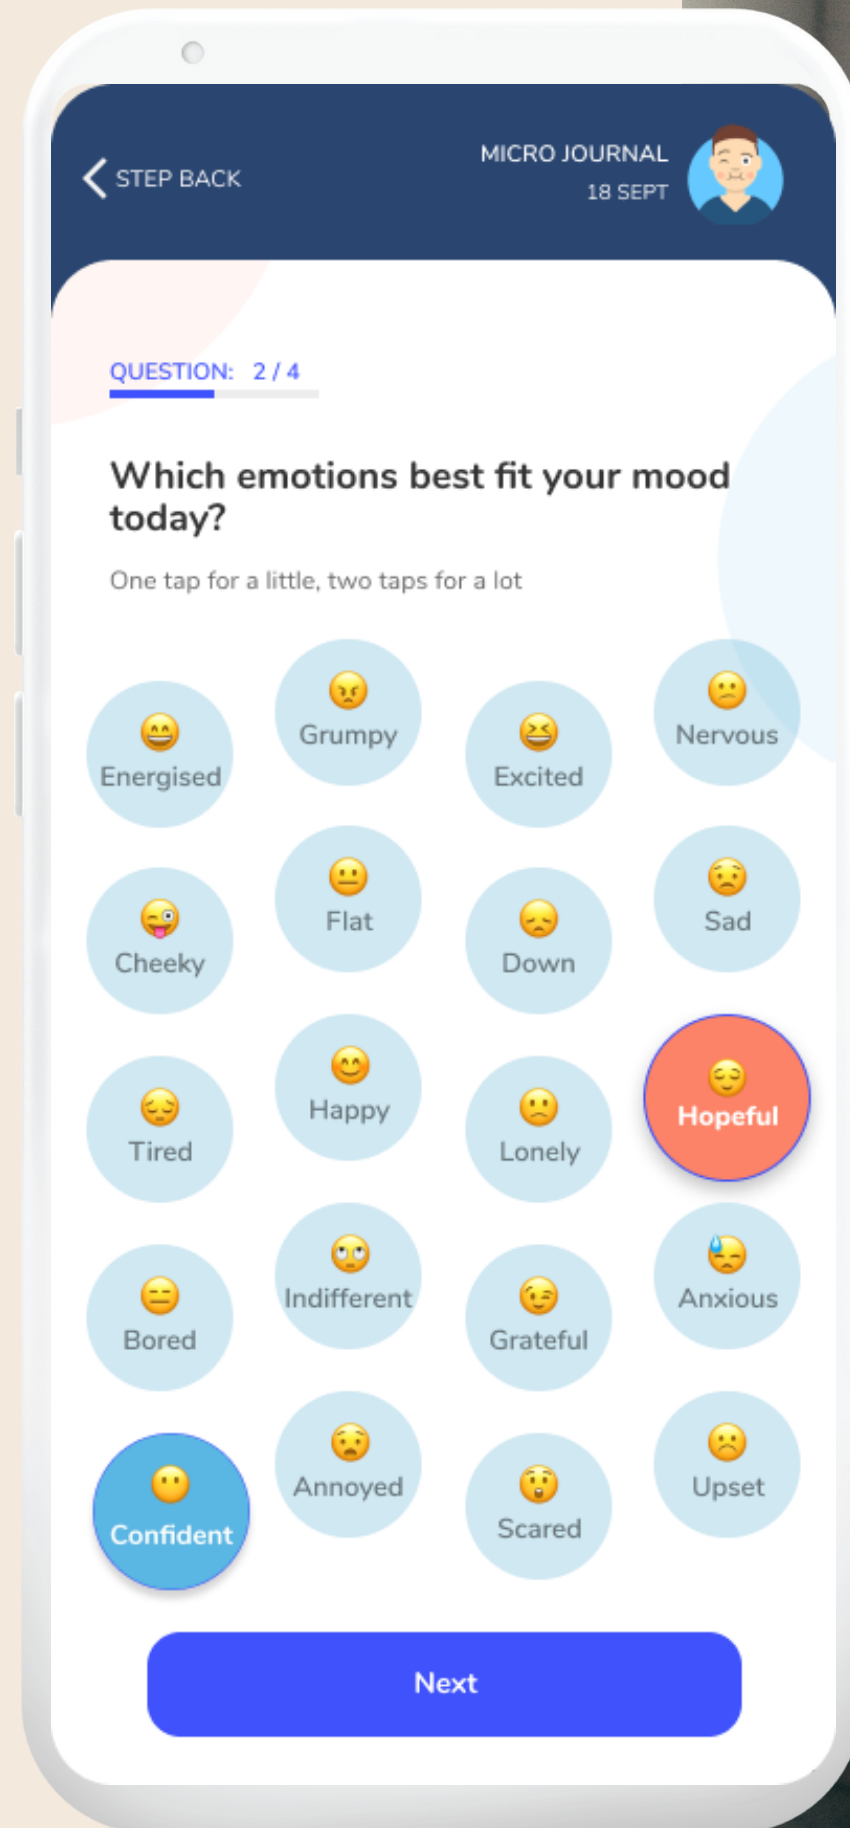 STEP BACK
MICRO JOURNAL
18 SEPT
QUESTION: 2 / 4
Which emotions best fit your mood
today?
One tap for a little, two taps for a lot
Energised
Grumpy
Excited
Nervous
Cheeky
Flat
Down
Sad
Tired
Happy
Lonely
Hopeful
Bored
Indifferent
Grateful
Anxious
Confident
Annoyed
Scared
Upset
Next